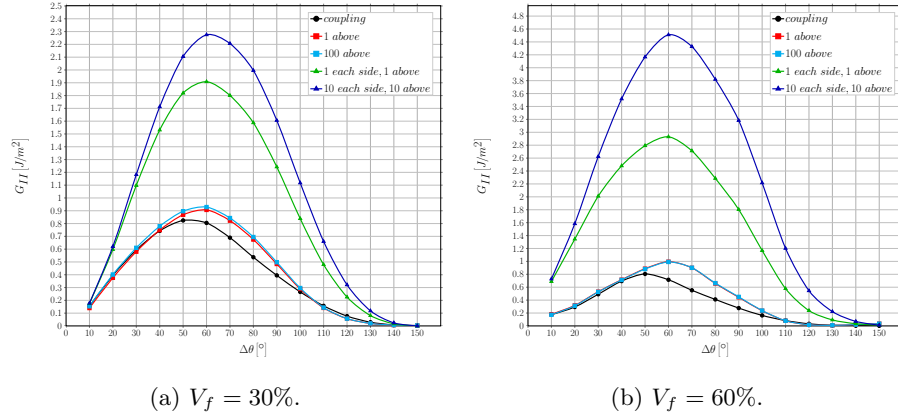 2.5
2.4
2.3
2.2
2.1
2
1.9
1.8
1.7
1.6
1.5
1.4
1.3
1.2
1.1
1
0.9
0.8
0.7
0.6
0.5
0.4
0.3
0.2
0.1
0
G_{II} [J/m²]
coupling
1 above
100 above
1 each side, 1 above
10 each side, 10 above
0 10 20 30 40 50 60 70 80 90 100 110 120 130 140 150
Δθ [°]
(a) V_f = 30%.
4.8
4.6
4.4
4.2
4
3.8
3.6
3.4
3.2
3
2.8
2.6
2.4
2.2
2
1.8
1.6
1.4
1.2
1
0.8
0.6
0.4
0.2
0
G_{II} [J/m²]
coupling
1 above
100 above
1 each side, 1 above
10 each side, 10 above
0 10 20 30 40 50 60 70 80 90 100 110 120 130 140 150
Δθ [°]
(b) V_f = 60%.